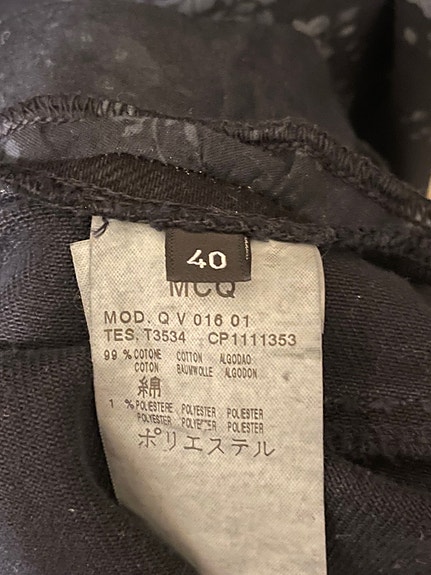 40
MCQ
MOD. Q V 016 01
TES. T3534 CP1111353
99 % COTONE COTTON ALGODAO
COTON BAUMWOLLE ALGODON
綿
1 % POLIESTERE POLYESTER POLIESTER
POLYESTER POLYESTER POLIESTER
ポリエステル